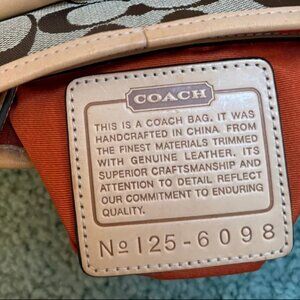 COACH
THIS IS A COACH BAG. IT WAS
HANDCRAFTED IN CHINA FROM
THE FINEST MATERIALS TRIMMED
WITH GENUINE LEATHER. ITS
SUPERIOR CRAFTSMANSHIP AND
ATTENTION TO DETAIL REFLECT
OUR COMMITMENT TO ENDURING
QUALITY.
No 125-6098